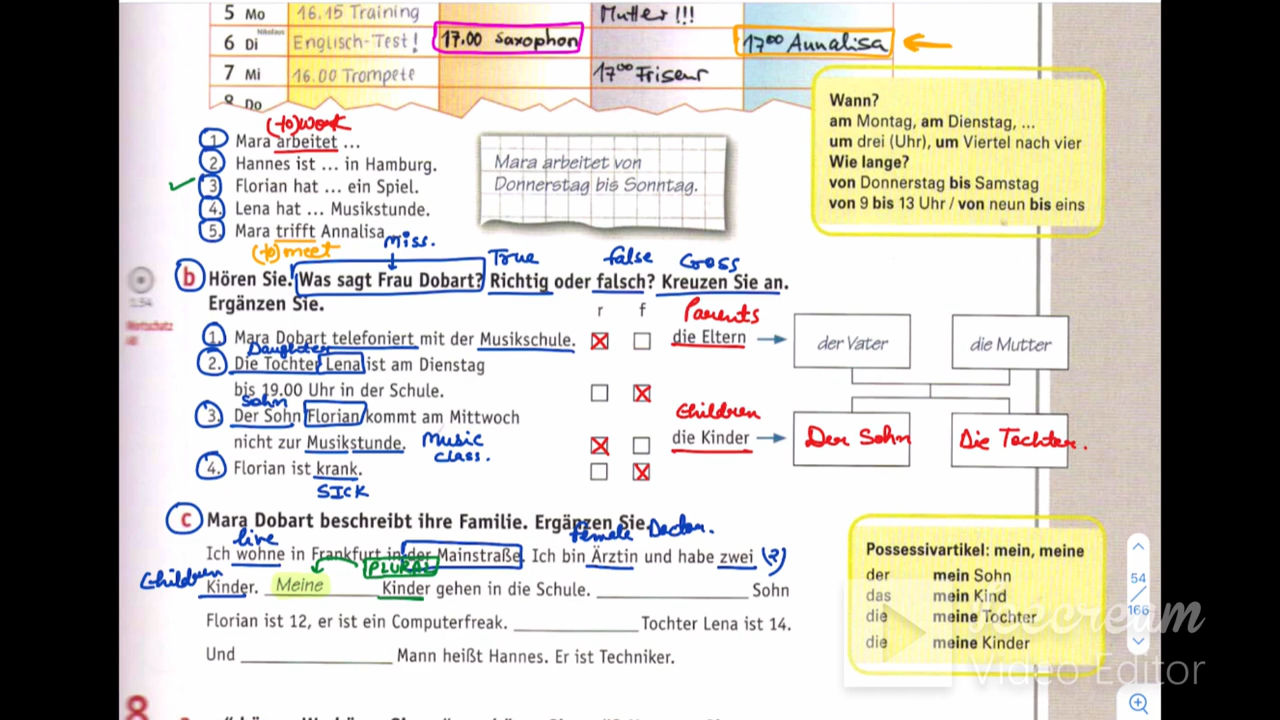 5 Mo 16.15 Training Mutter !!!
6 Di Nikolaus Englisch-Test! 17.00 Saxophon 17⁰⁰ Annalisa
7 Mi 16.00 Trompete 17⁰⁰ Friseur
8 Do
(to) work
1 Mara arbeitet ...
2 Hannes ist ... in Hamburg.
3 Florian hat ... ein Spiel.
4. Lena hat ... Musikstunde.
5. Mara trifft Annalisa
(to) meet
Mara arbeitet von
Donnerstag bis Sonntag.
Wann?
am Montag, am Dienstag, ...
um drei (Uhr), um Viertel nach vier
Wie lange?
von Donnerstag bis Samstag
von 9 bis 13 Uhr / von neun bis eins
Miss. True false Cross
b Hören Sie. Was sagt Frau Dobart? Richtig oder falsch? Kreuzen Sie an.
Ergänzen Sie.
r f
1. Mara Dobart telefoniert mit der Musikschule.
Daughter
2. Die Tochter Lena ist am Dienstag
bis 19.00 Uhr in der Schule.
Sohn
3. Der Sohn Florian kommt am Mittwoch
nicht zur Musikstunde. Music
class.
4. Florian ist krank.
SICK
Parents
die Eltern
der Vater
die Mutter
Children
die Kinder
Der Sohn
Die Tochter.
c Mara Dobart beschreibt ihre Familie. Ergänzen Sie.
live female Doctor.
Ich wohne in Frankfurt in der Mainstraße. Ich bin Ärztin und habe zwei (2)
Children PLURAL
Kinder. Meine Kinder gehen in die Schule. Sohn
Florian ist 12, er ist ein Computerfreak. Tochter Lena ist 14.
Und Mann heißt Hannes. Er ist Techniker.
Possessivartikel: mein, meine
der mein Sohn
das mein Kind
die meine Tochter
die meine Kinder
54
166
8
Video Editor